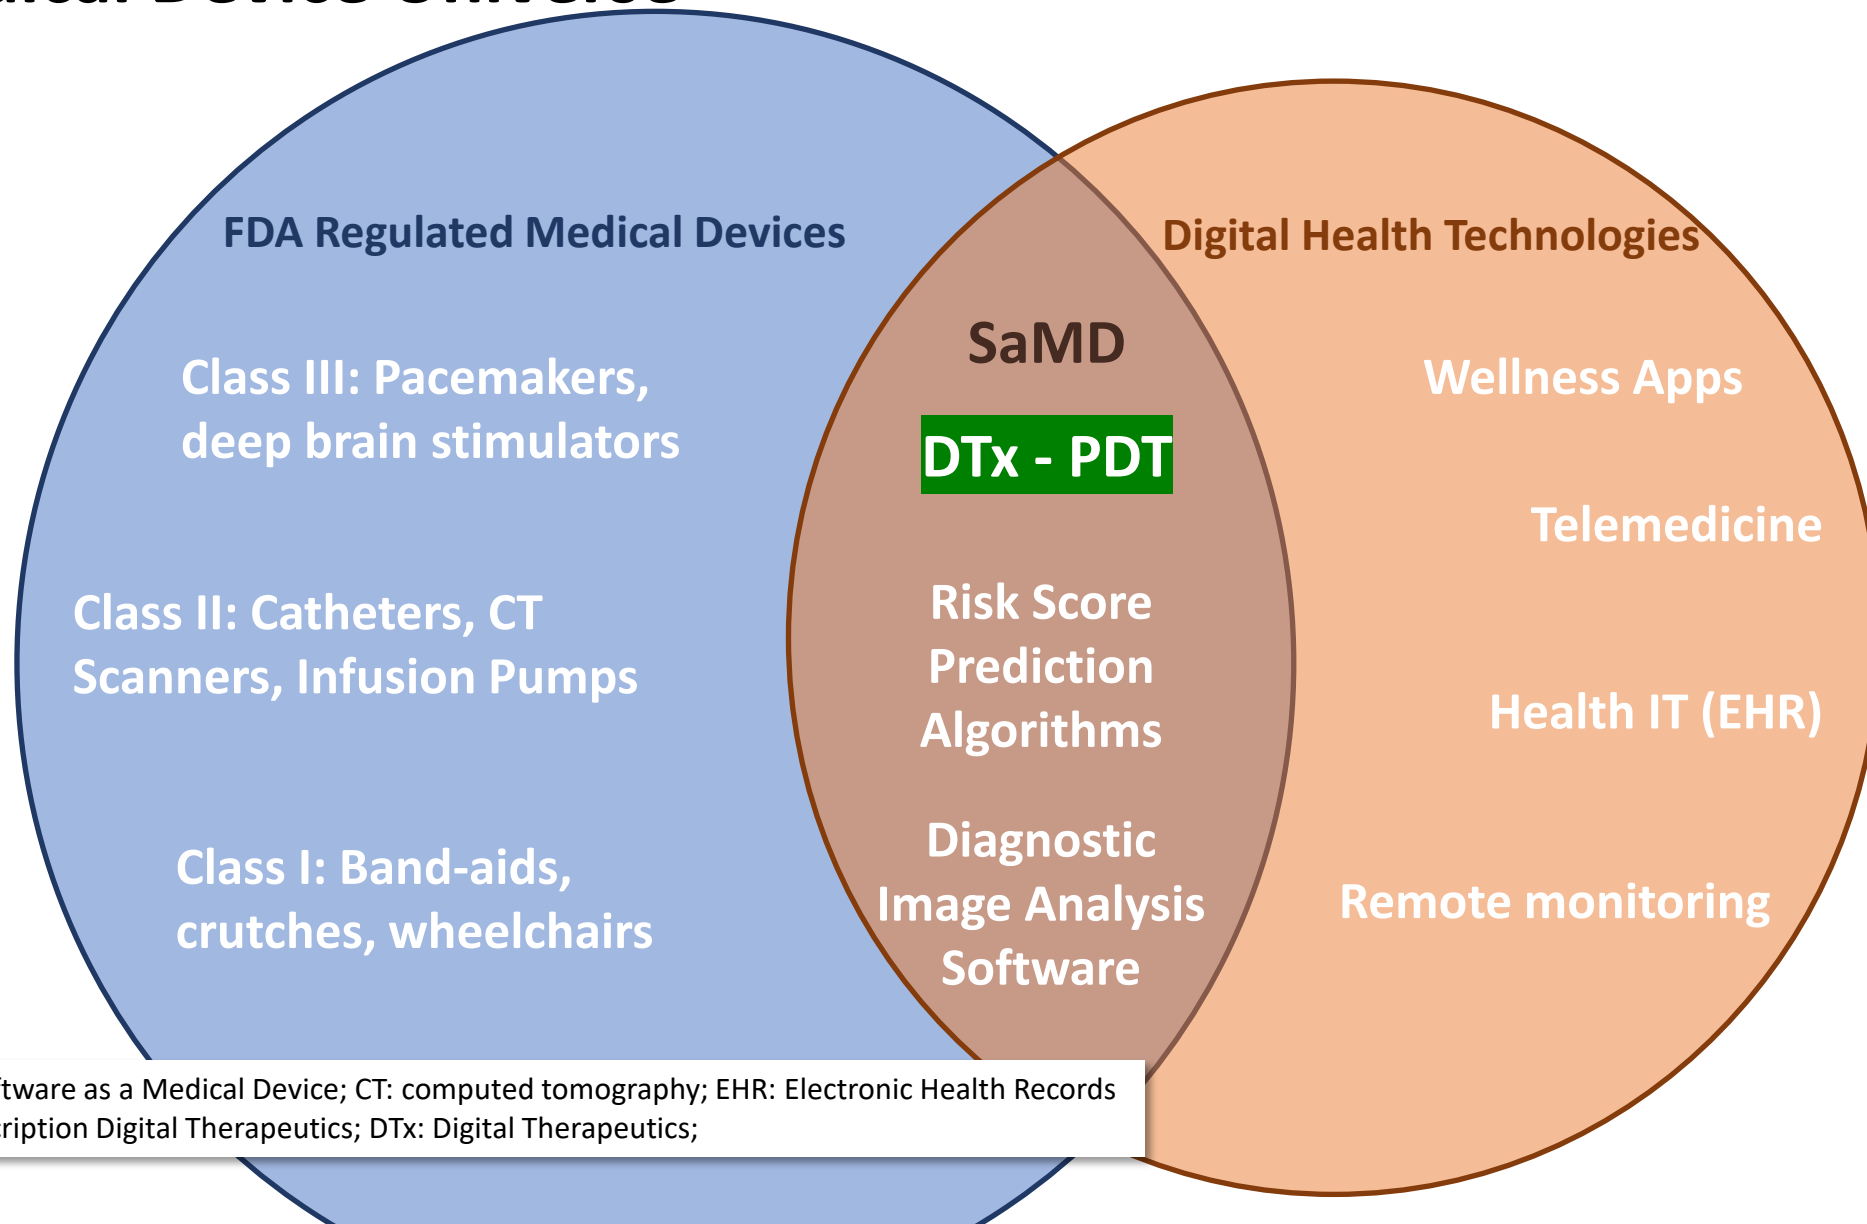 Device Universe
FDA Regulated Medical Devices
Digital Health Technologies
SaMD
DTx - PDT
Class III: Pacemakers,
deep brain stimulators
Wellness Apps
Telemedicine
Class II: Catheters, CT
Scanners, Infusion Pumps
Risk Score
Prediction
Algorithms
Health IT (EHR)
Class I: Band-aids,
crutches, wheelchairs
Diagnostic
Image Analysis
Software
Remote monitoring
tware as a Medical Device; CT: computed tomography; EHR: Electronic Health Records
cription Digital Therapeutics; DTx: Digital Therapeutics;